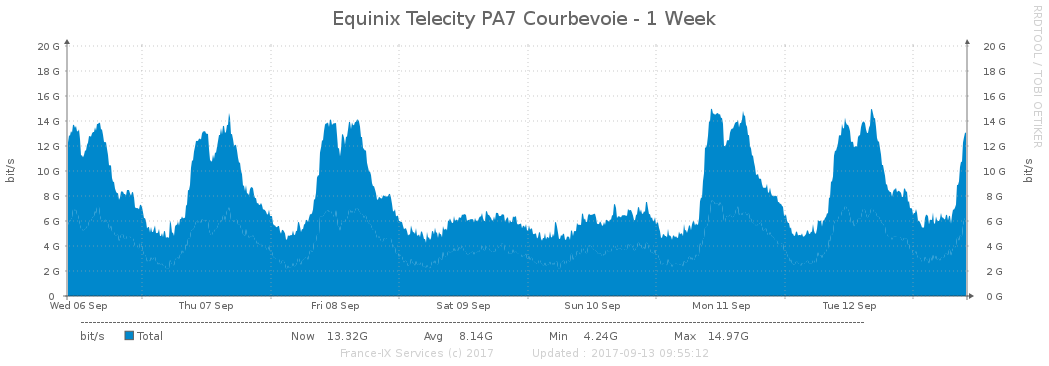 Equinix Telecity PA7 Courbevoie - 1 Week
RRDTOOL / TOBI OETIKER
bit/s
20 G 20 G
18 G 18 G
16 G 16 G
14 G 14 G
12 G 12 G
10 G 10 G
8 G 8 G
6 G 6 G
4 G 4 G
2 G 2 G
0 0 G
bit/s
Wed 06 Sep Thu 07 Sep Fri 08 Sep Sat 09 Sep Sun 10 Sep Mon 11 Sep Tue 12 Sep
bit/s Total Now 13.32G Avg 8.14G Min 4.24G Max 14.97G
France-IX Services (c) 2017 Updated : 2017-09-13 09:55:12